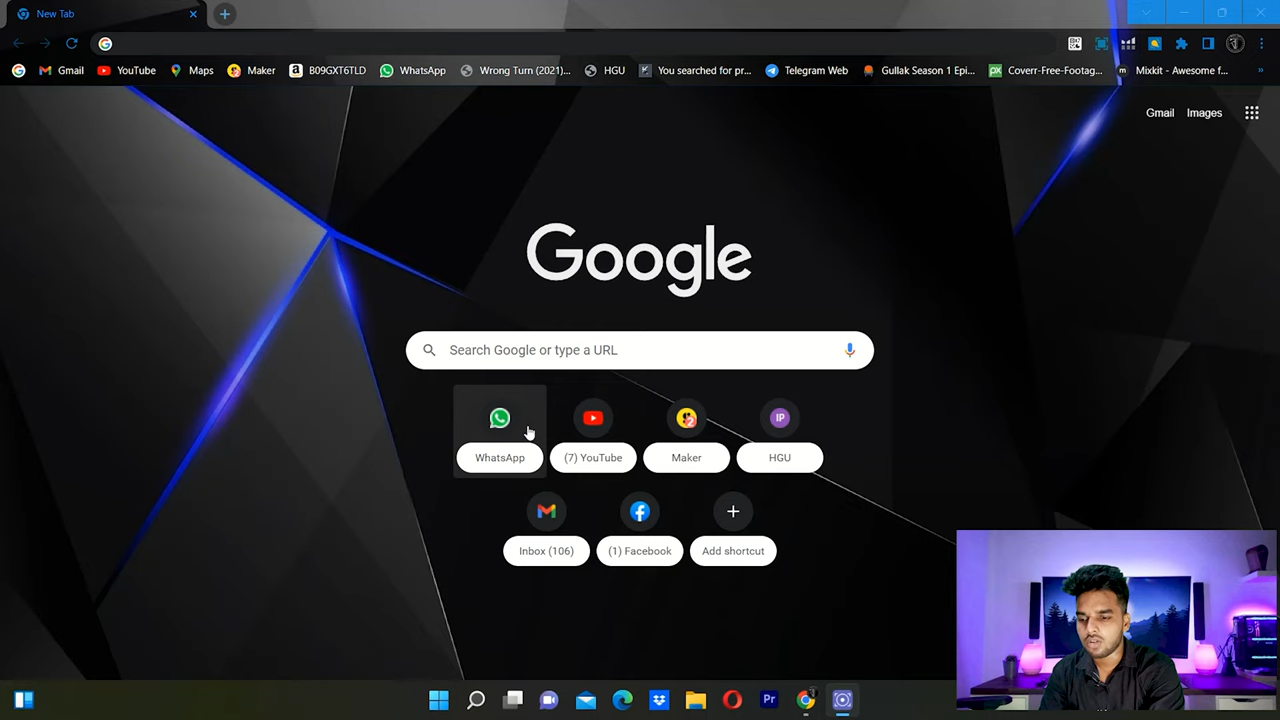 New Tab
Gmail YouTube Maps Maker B09GXT6TLD WhatsApp Wrong Turn (2021)... HGU You searched for pr... Telegram Web Gullak Season 1 Epi... Coverr-Free-Footag... Mixkit - Awesome f...
Gmail Images
Google
Search Google or type a URL
IP
WhatsApp (7) YouTube Maker HGU
Inbox (106) (1) Facebook Add shortcut
Pr